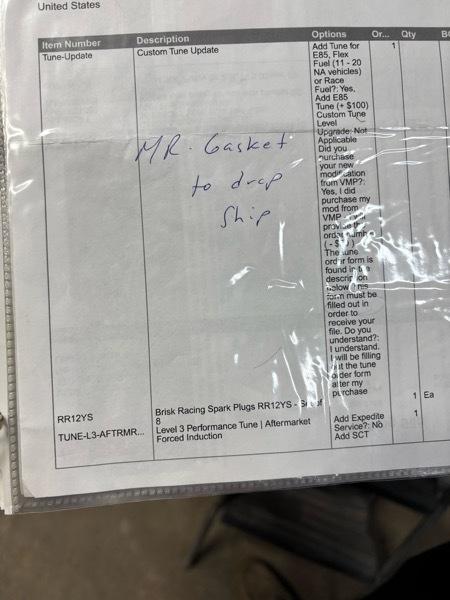 United States
Item Number Description Options Or... Qty
Tune-Update Custom Tune Update Add Tune for 1
E85, Flex
Fuel (11 - 20
NA vehicles)
or Race
Fuel?: Yes,
Add E85
Tune (+ $100)
Custom Tune
Level
Upgrade: Not
Applicable
Did you
purchase
your new
modification
from VMP?:
Yes, I did
purchase my
mod from
VMP
order
(- $
The tune
order form is
found in the
description
below
form must be
filled out in
order to
receive your
file. Do you
understand?:
I understand.
I will be filling
out the tune
order form
after my
purchase
MR. Gasket
to drop
ship
RR12YS Brisk Racing Spark Plugs RR12YS - Set of 1 Ea
8
TUNE-L3-AFTRMR... Level 3 Performance Tune | Aftermarket Add Expedite 1
Forced Induction Service?: No
Add SCT